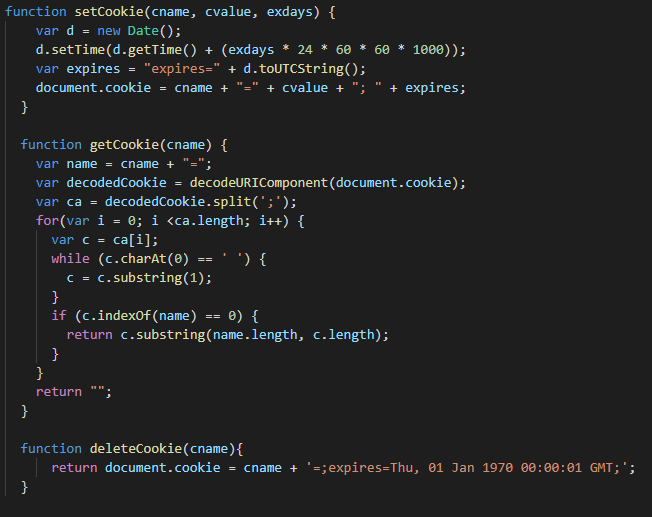 function setCookie(cname, cvalue, exdays) {
    var d = new Date();
    d.setTime(d.getTime() + (exdays * 24 * 60 * 60 * 1000));
    var expires = "expires=" + d.toUTCString();
    document.cookie = cname + "=" + cvalue + "; " + expires;
  }

  function getCookie(cname) {
    var name = cname + "=";
    var decodedCookie = decodeURIComponent(document.cookie);
    var ca = decodedCookie.split(';');
    for(var i = 0; i <ca.length; i++) {
      var c = ca[i];
      while (c.charAt(0) == ' ') {
        c = c.substring(1);
      }
      if (c.indexOf(name) == 0) {
        return c.substring(name.length, c.length);
      }
    }
    return "";
  }

  function deleteCookie(cname){
      return document.cookie = cname + '=;expires=Thu, 01 Jan 1970 00:00:01 GMT;';
  }